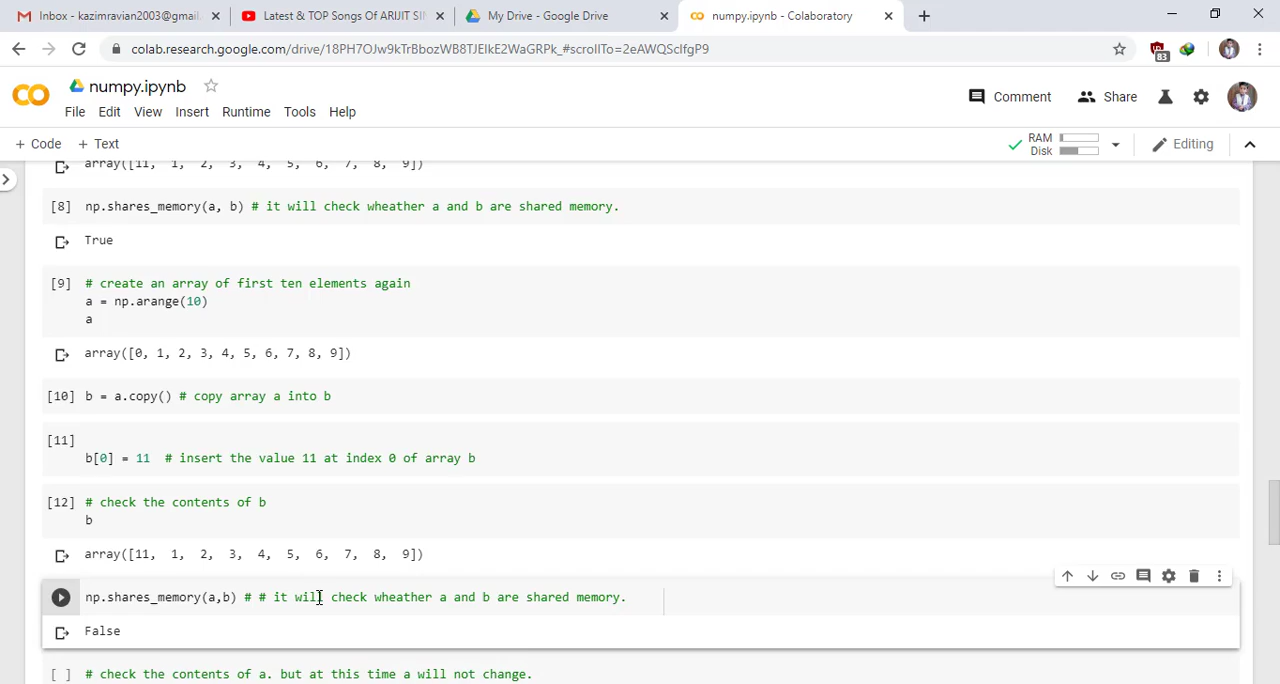 Inbox - kazimravian2003@gmail.
Latest & TOP Songs Of ARIJIT SIN
My Drive - Google Drive
numpy.ipynb - Colaboratory
colab.research.google.com/drive/18PH7OJw9kTrBbozWB8TJEIkE2WaGRPk_#scrollTo=2eAWQSclfgP9
83
numpy.ipynb
Comment
Share
File Edit View Insert Runtime Tools Help
+ Code + Text
RAM
Disk
Editing
array([11, 1, 2, 3, 4, 5, 6, 7, 8, 9])
[8] np.shares_memory(a, b) # it will check wheather a and b are shared memory.
True
[9] # create an array of first ten elements again
a = np.arange(10)
a
array([0, 1, 2, 3, 4, 5, 6, 7, 8, 9])
[10] b = a.copy() # copy array a into b
[11]
b[0] = 11 # insert the value 11 at index 0 of array b
[12] # check the contents of b
b
array([11, 1, 2, 3, 4, 5, 6, 7, 8, 9])
np.shares_memory(a,b) # # it will check wheather a and b are shared memory.
False
[ ] # check the contents of a. but at this time a will not change.